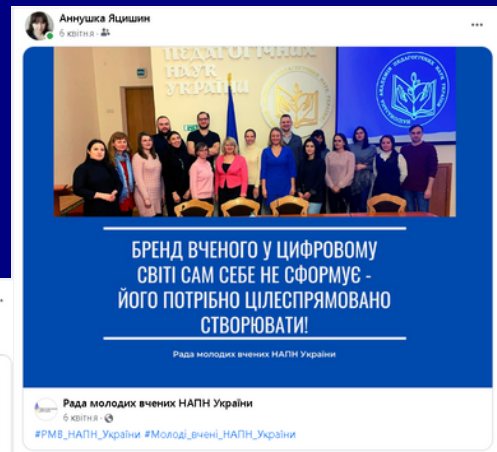 Аннушка Яцишин
6 квітня ·
ПЕДАГОГІЧНИХ
НАУК
УКРАЇНИ
БРЕНД ВЧЕНОГО У ЦИФРОВОМУ
СВІТІ САМ СЕБЕ НЕ СФОРМУЄ -
ЙОГО ПОТРІБНО ЦІЛЕСПРЯМОВАНО
СТВОРЮВАТИ!
Рада молодих вчених НАПН України
Рада молодих вчених НАПН України
6 квітня ·
#РМВ_НАПН_України #Молоді_вчені_НАПН_України